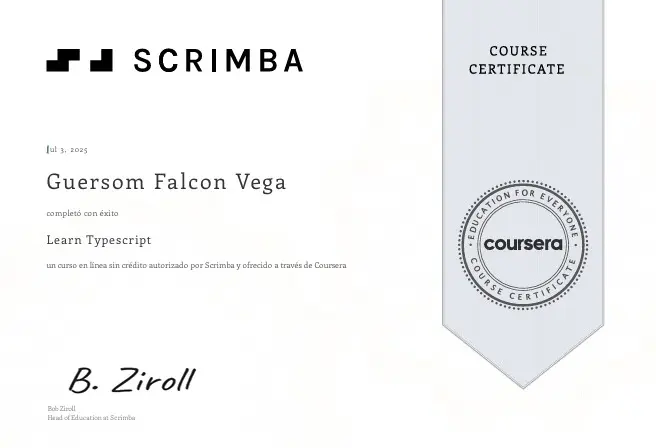 SCRIMBA
COURSE
CERTIFICATE
Jul 3, 2025
Guersom Falcon Vega
completó con éxito
Learn Typescript
un curso en línea sin crédito autorizado por Scrimba y ofrecido a través de Coursera
EDUCATION FOR EVERYONE
coursera
COURSE CERTIFICATE
B. Ziroll
Bob Ziroll
Head of Education at Scrimba